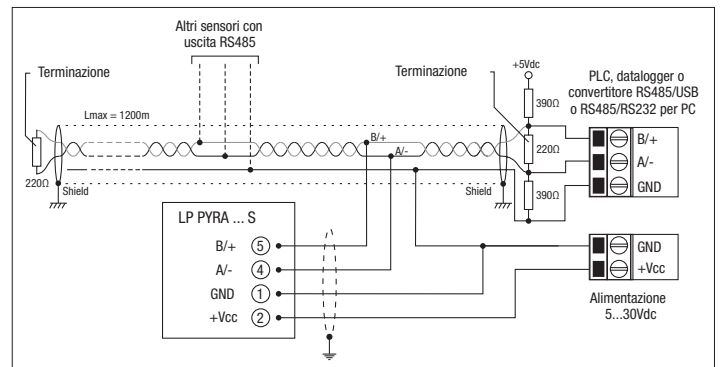 Altri sensori con
uscita RS485
Terminazione
Terminazione
+5Vdc
PLC, datalogger o
convertitore RS485/USB
o RS485/RS232 per PC
Lmax = 1200m
390Ω
B/+
B/+
220Ω
A/-
A/-
220Ω
390Ω
GND
Shield
Shield
LP PYRA ... S
B/+ 5
A/- 4
GND 1
+Vcc 2
GND
+Vcc
Alimentazione
5...30Vdc